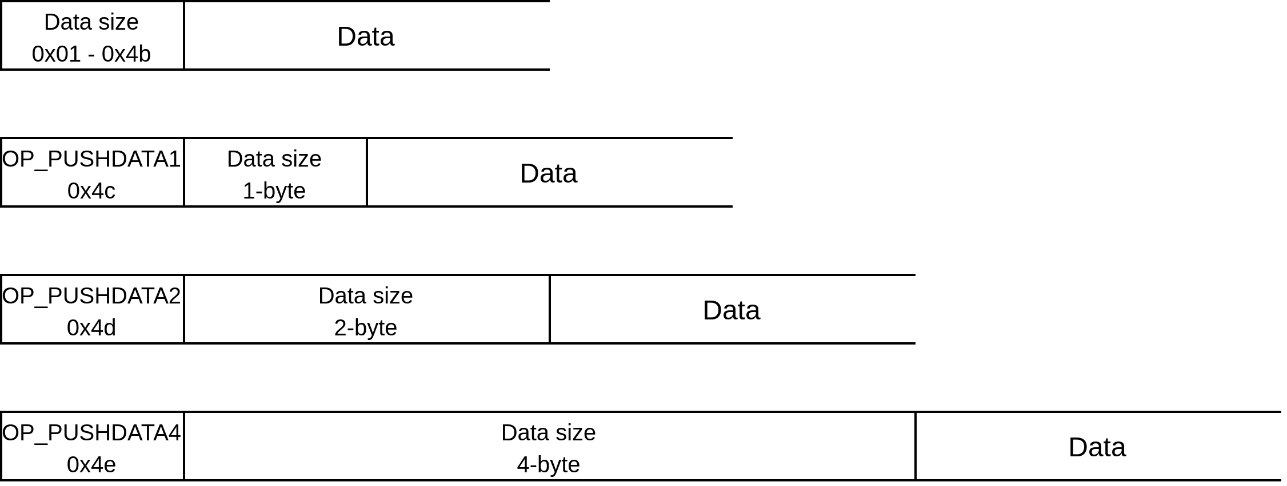 Data size
0x01 - 0x4b
Data
OP_PUSHDATA1
0x4c
Data size
1-byte
Data
OP_PUSHDATA2
0x4d
Data size
2-byte
Data
OP_PUSHDATA4
0x4e
Data size
4-byte
Data